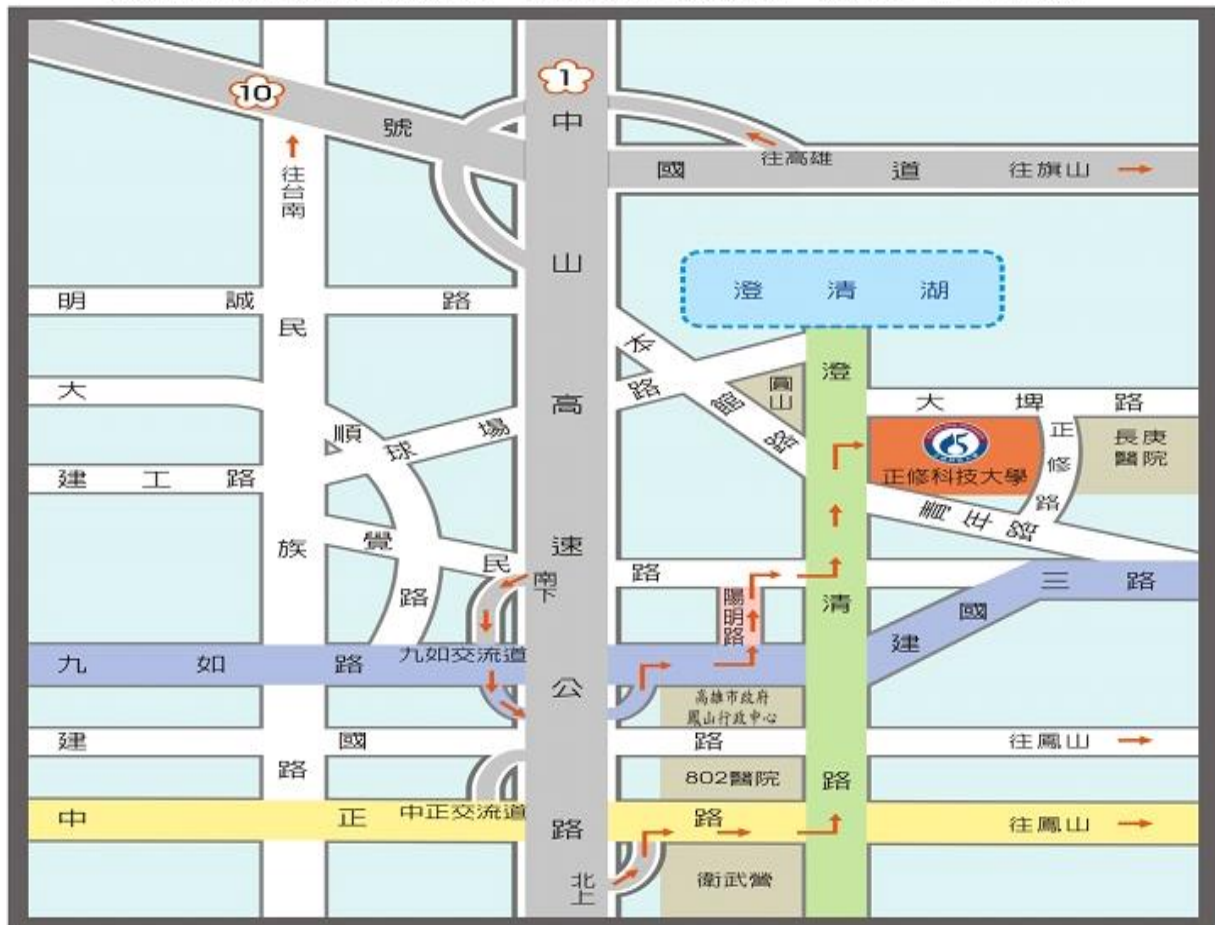 10
號
1
中山高速公路
國道
往高雄
往旗山
往台南
澄清湖
明誠路
民族路
大順路
球場路
本館路
圓山
澄清路
大埤路
正修科技大學
正修路
長庚醫院
建工路
覺民路
南下
陽明路
青年路
建國三路
九如路
九如交流道
高雄市政府
鳳山行政中心
建國路
往鳳山
802醫院
中正路
中正交流道
往鳳山
北上
衛武營